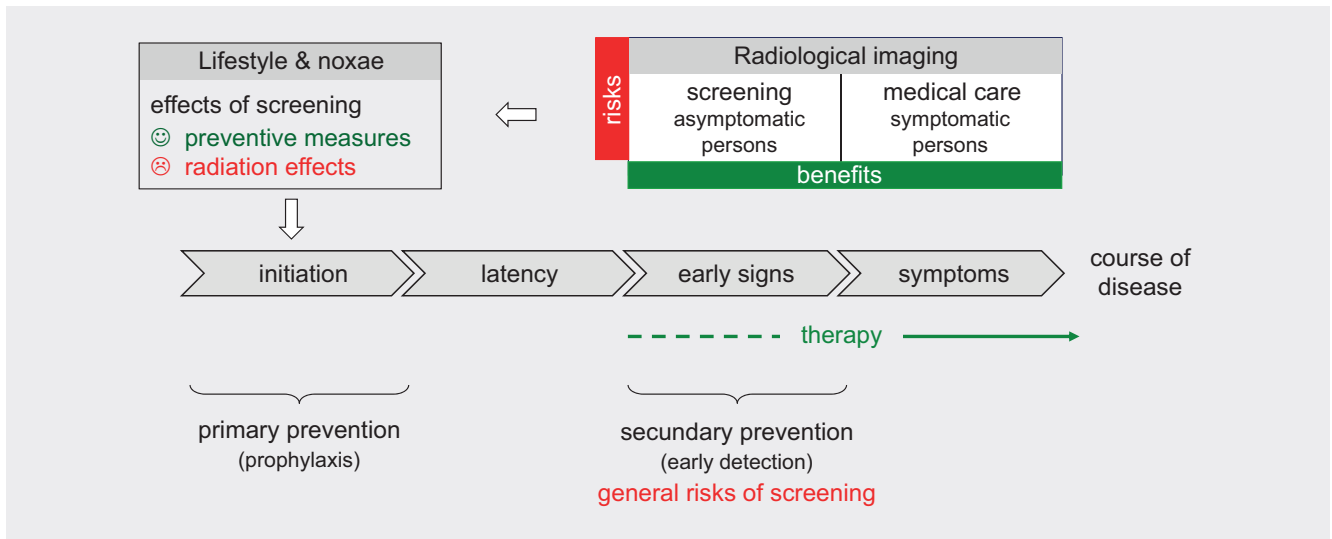 Lifestyle & noxae
effects of screening
☺ preventive measures
☹ radiation effects
risks
Radiological imaging
screening
asymptomatic
persons
medical care
symptomatic
persons
benefits
initiation
latency
early signs
symptoms
course of
disease
therapy
primary prevention
(prophylaxis)
secundary prevention
(early detection)
general risks of screening